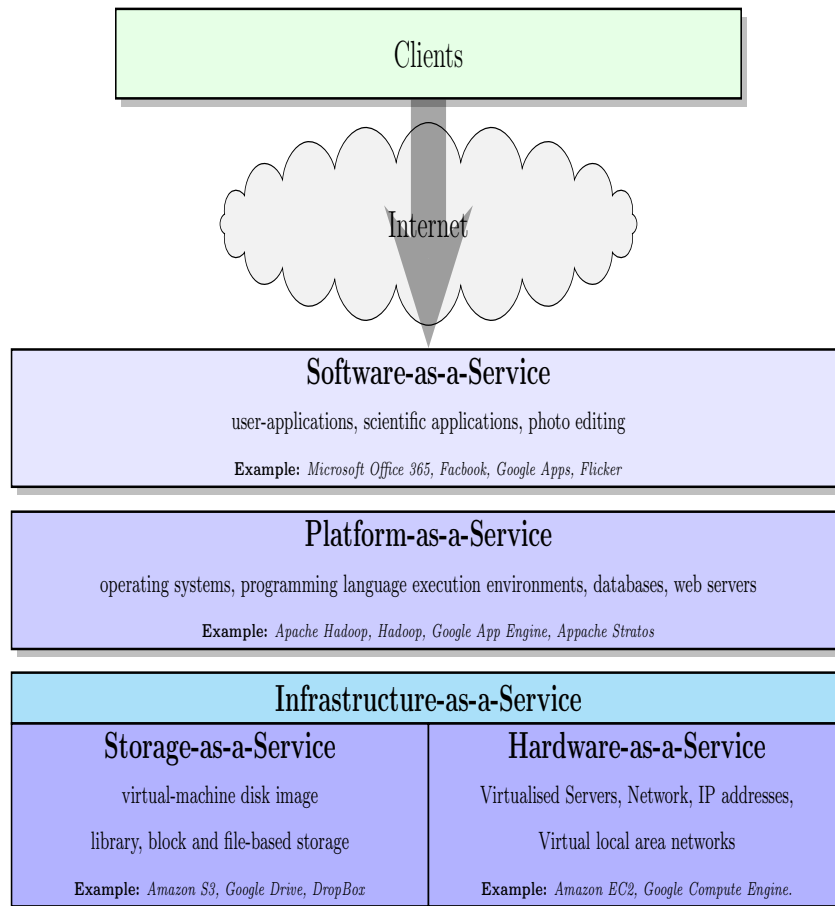 Clients
Internet
Software-as-a-Service
user-applications, scientific applications, photo editing
Example: Microsoft Office 365, Facbook, Google Apps, Flicker
Platform-as-a-Service
operating systems, programming language execution environments, databases, web servers
Example: Apache Hadoop, Hadoop, Google App Engine, Appache Stratos
Infrastructure-as-a-Service
Storage-as-a-Service
virtual-machine disk image
library, block and file-based storage
Example: Amazon S3, Google Drive, DropBox
Hardware-as-a-Service
Virtualised Servers, Network, IP addresses,
Virtual local area networks
Example: Amazon EC2, Google Compute Engine.